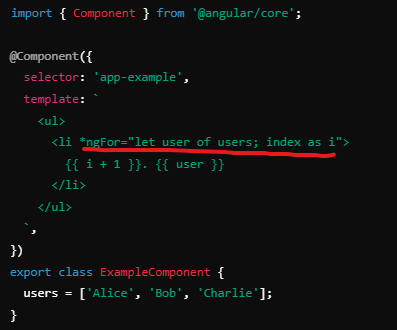 import { Component } from '@angular/core';
@Component({
selector: 'app-example',
template: `
<ul>
<li *ngFor="let user of users; index as i">
{{ i + 1 }}. {{ user }}
</li>
</ul>
`,
})
export class ExampleComponent {
users = ['Alice', 'Bob', 'Charlie'];
}